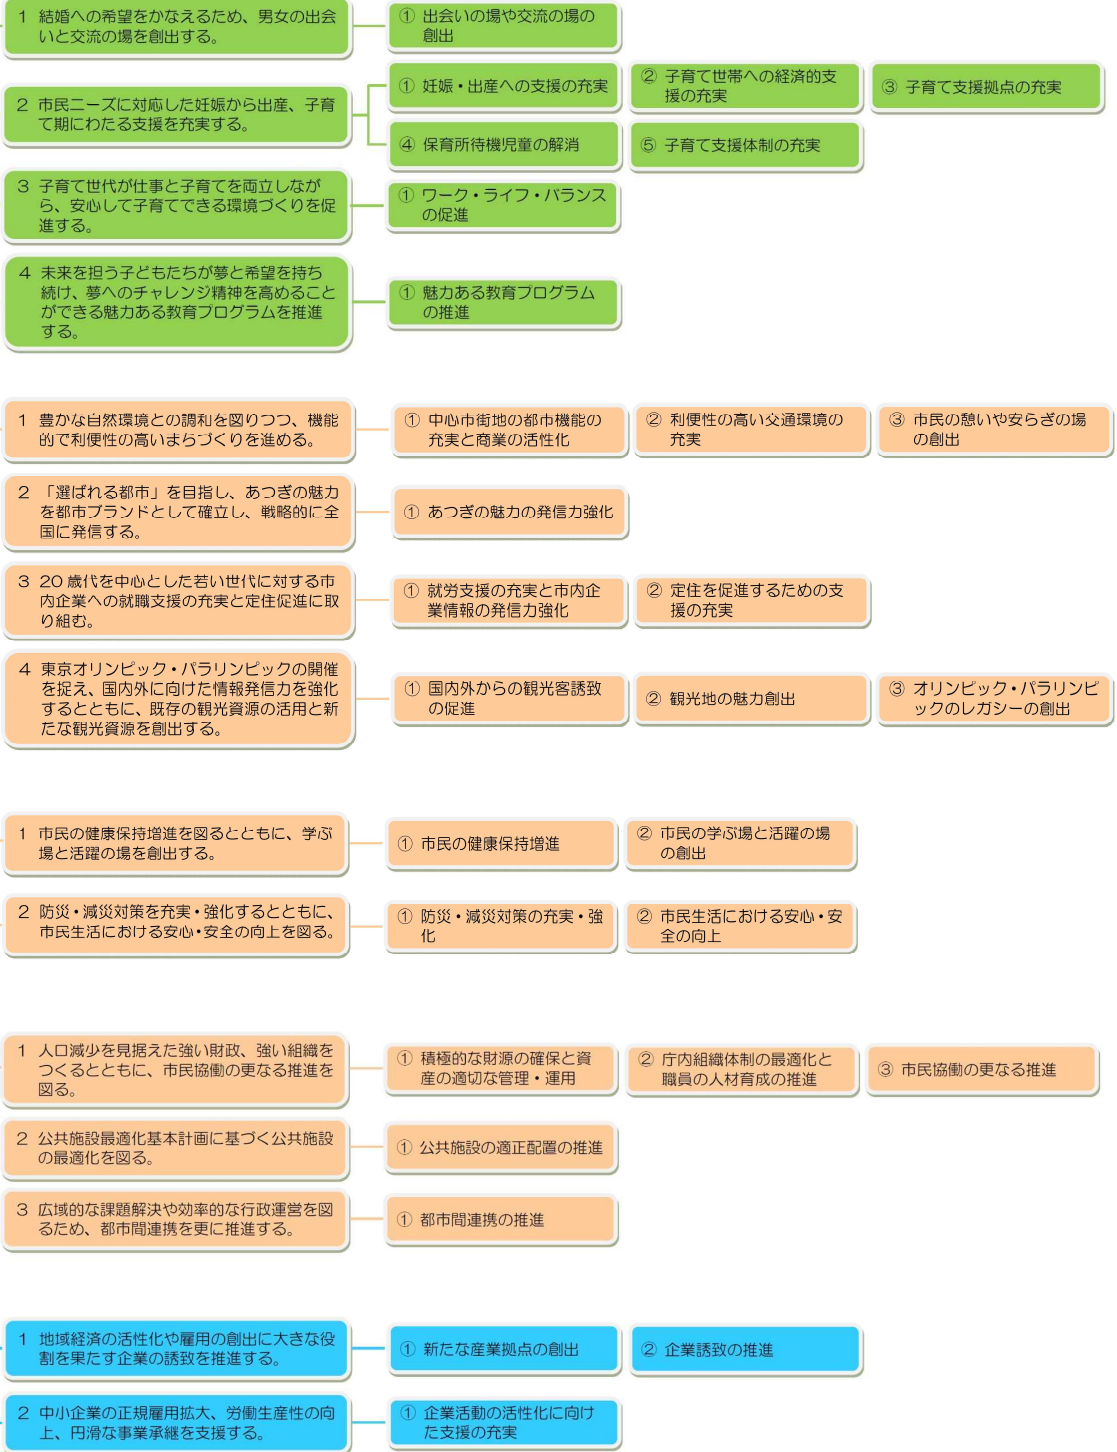 1 結婚への希望をかなえるため、男女の出会
いと交流の場を創出する。
① 出会いの場や交流の場の
創出
2 市民ニーズに対応した妊娠から出産、子育
て期にわたる支援を充実する。
① 妊娠・出産への支援の充実
② 子育て世帯への経済的支
援の充実
③ 子育て支援拠点の充実
④ 保育所待機児童の解消
⑤ 子育て支援体制の充実
3 子育て世代が仕事と子育てを両立しなが
ら、安心して子育てできる環境づくりを促
進する。
① ワーク・ライフ・バランス
の促進
4 未来を担う子どもたちが夢と希望を持ち
続け、夢へのチャレンジ精神を高めること
ができる魅力ある教育プログラムを推進
する。
① 魅力ある教育プログラム
の推進
1 豊かな自然環境との調和を図りつつ、機能
的で利便性の高いまちづくりを進める。
① 中心市街地の都市機能の
充実と商業の活性化
② 利便性の高い交通環境の
充実
③ 市民の憩いや安らぎの場
の創出
2 「選ばれる都市」を目指し、あつぎの魅力
を都市ブランドとして確立し、戦略的に全
国に発信する。
① あつぎの魅力の発信力強化
3 20 歳代を中心とした若い世代に対する市
内企業への就職支援の充実と定住促進に取
り組む。
① 就労支援の充実と市内企
業情報の発信力強化
② 定住を促進するための支
援の充実
4 東京オリンピック・パラリンピックの開催
を捉え、国内外に向けた情報発信力を強化
するとともに、既存の観光資源の活用と新
たな観光資源を創出する。
① 国内外からの観光客誘致
の促進
② 観光地の魅力創出
③ オリンピック・パラリンピ
ックのレガシーの創出
1 市民の健康保持増進を図るとともに、学ぶ
場と活躍の場を創出する。
① 市民の健康保持増進
② 市民の学ぶ場と活躍の場
の創出
2 防災・減災対策を充実・強化するとともに、
市民生活における安心・安全の向上を図る。
① 防災・減災対策の充実・強
化
② 市民生活における安心・安
全の向上
1 人口減少を見据えた強い財政、強い組織を
つくるとともに、市民協働の更なる推進を
図る。
① 積極的な財源の確保と資
産の適切な管理・運用
② 庁内組織体制の最適化と
職員の人材育成の推進
③ 市民協働の更なる推進
2 公共施設最適化基本計画に基づく公共施設
の最適化を図る。
① 公共施設の適正配置の推進
3 広域的な課題解決や効率的な行政運営を図
るため、都市間連携を更に推進する。
① 都市間連携の推進
1 地域経済の活性化や雇用の創出に大きな役
割を果たす企業の誘致を推進する。
① 新たな産業拠点の創出
② 企業誘致の推進
2 中小企業の正規雇用拡大、労働生産性の向
上、円滑な事業承継を支援する。
① 企業活動の活性化に向け
た支援の充実